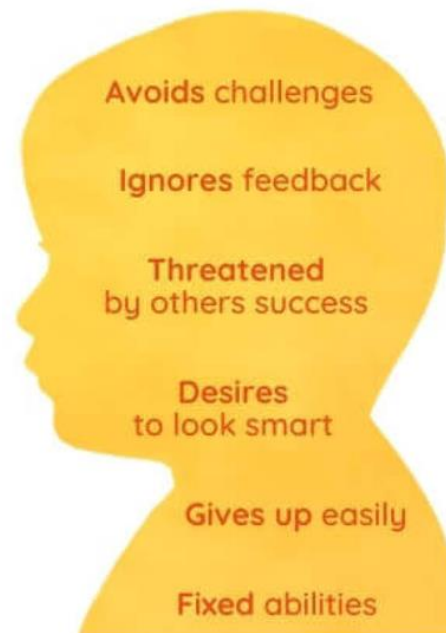 Avoids challenges
Ignores feedback
Threatened
by others success
Desires
to look smart
Gives up easily
Fixed abilities